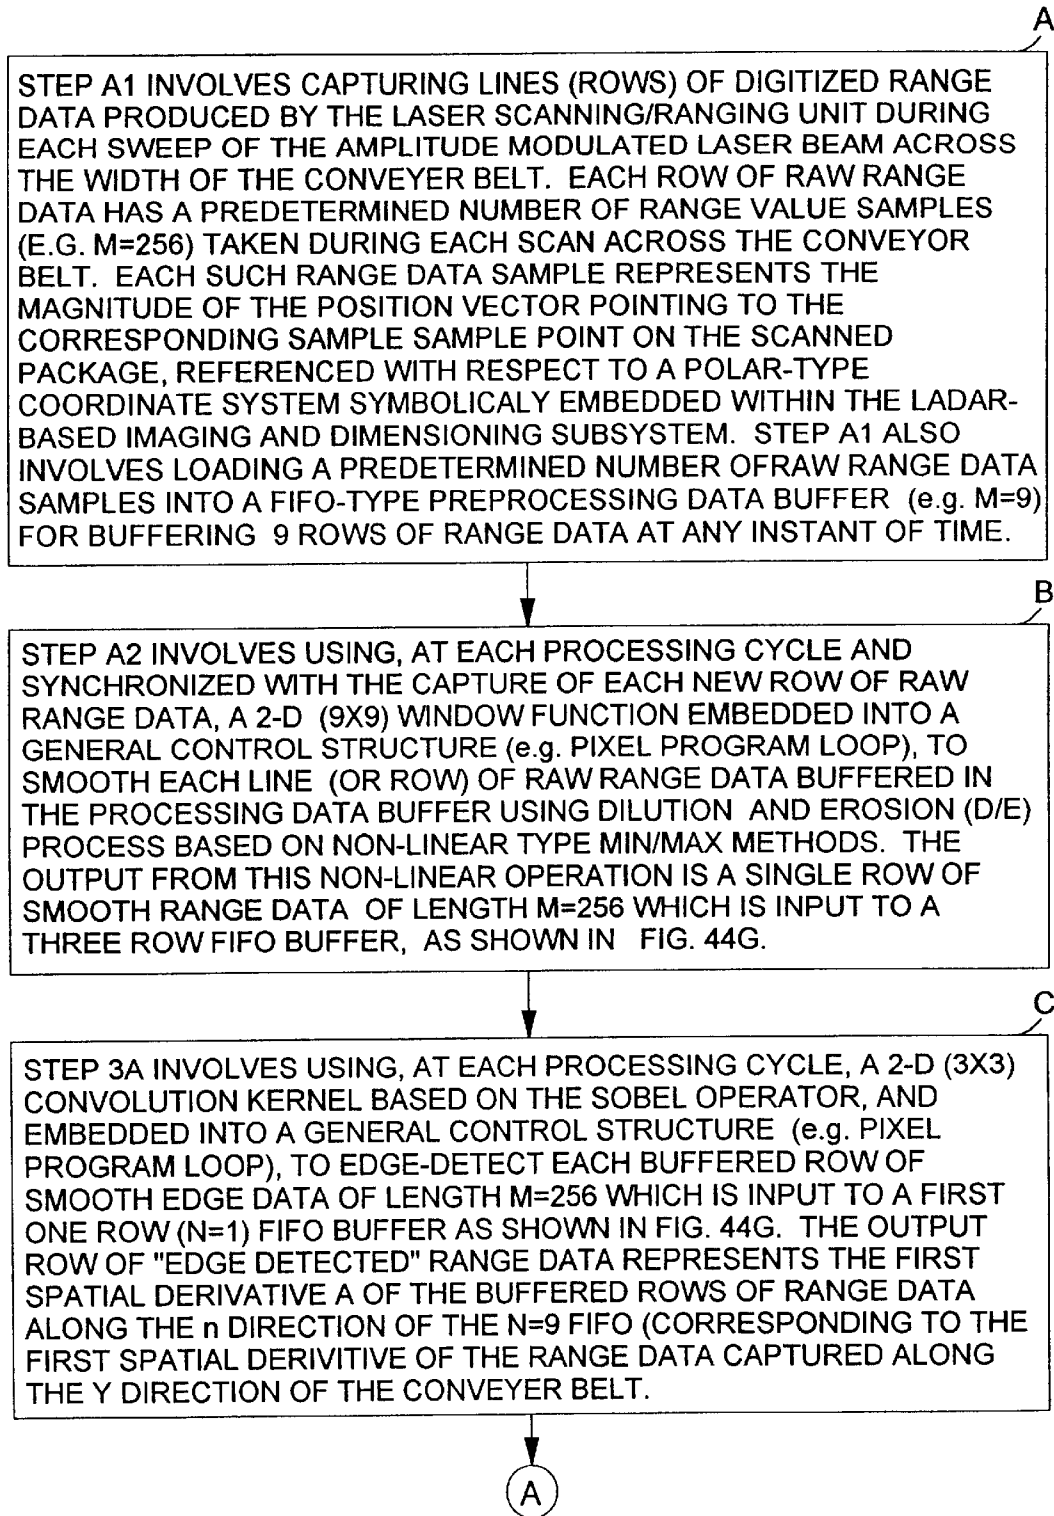 A
STEP A1 INVOLVES CAPTURING LINES (ROWS) OF DIGITIZED RANGE
DATA PRODUCED BY THE LASER SCANNING/RANGING UNIT DURING
EACH SWEEP OF THE AMPLITUDE MODULATED LASER BEAM ACROSS
THE WIDTH OF THE CONVEYER BELT. EACH ROW OF RAW RANGE
DATA HAS A PREDETERMINED NUMBER OF RANGE VALUE SAMPLES
(E.G. M=256) TAKEN DURING EACH SCAN ACROSS THE CONVEYOR
BELT. EACH SUCH RANGE DATA SAMPLE REPRESENTS THE
MAGNITUDE OF THE POSITION VECTOR POINTING TO THE
CORRESPONDING SAMPLE SAMPLE POINT ON THE SCANNED
PACKAGE, REFERENCED WITH RESPECT TO A POLAR-TYPE
COORDINATE SYSTEM SYMBOLICALY EMBEDDED WITHIN THE LADAR-
BASED IMAGING AND DIMENSIONING SUBSYSTEM. STEP A1 ALSO
INVOLVES LOADING A PREDETERMINED NUMBER OFRAW RANGE DATA
SAMPLES INTO A FIFO-TYPE PREPROCESSING DATA BUFFER (e.g. M=9)
FOR BUFFERING 9 ROWS OF RANGE DATA AT ANY INSTANT OF TIME.
B
STEP A2 INVOLVES USING, AT EACH PROCESSING CYCLE AND
SYNCHRONIZED WITH THE CAPTURE OF EACH NEW ROW OF RAW
RANGE DATA, A 2-D (9X9) WINDOW FUNCTION EMBEDDED INTO A
GENERAL CONTROL STRUCTURE (e.g. PIXEL PROGRAM LOOP), TO
SMOOTH EACH LINE (OR ROW) OF RAW RANGE DATA BUFFERED IN
THE PROCESSING DATA BUFFER USING DILUTION AND EROSION (D/E)
PROCESS BASED ON NON-LINEAR TYPE MIN/MAX METHODS. THE
OUTPUT FROM THIS NON-LINEAR OPERATION IS A SINGLE ROW OF
SMOOTH RANGE DATA OF LENGTH M=256 WHICH IS INPUT TO A
THREE ROW FIFO BUFFER, AS SHOWN IN FIG. 44G.
C
STEP 3A INVOLVES USING, AT EACH PROCESSING CYCLE, A 2-D (3X3)
CONVOLUTION KERNEL BASED ON THE SOBEL OPERATOR, AND
EMBEDDED INTO A GENERAL CONTROL STRUCTURE (e.g. PIXEL
PROGRAM LOOP), TO EDGE-DETECT EACH BUFFERED ROW OF
SMOOTH EDGE DATA OF LENGTH M=256 WHICH IS INPUT TO A FIRST
ONE ROW (N=1) FIFO BUFFER AS SHOWN IN FIG. 44G. THE OUTPUT
ROW OF "EDGE DETECTED" RANGE DATA REPRESENTS THE FIRST
SPATIAL DERIVATIVE A OF THE BUFFERED ROWS OF RANGE DATA
ALONG THE n DIRECTION OF THE N=9 FIFO (CORRESPONDING TO THE
FIRST SPATIAL DERIVITIVE OF THE RANGE DATA CAPTURED ALONG
THE Y DIRECTION OF THE CONVEYER BELT.
A